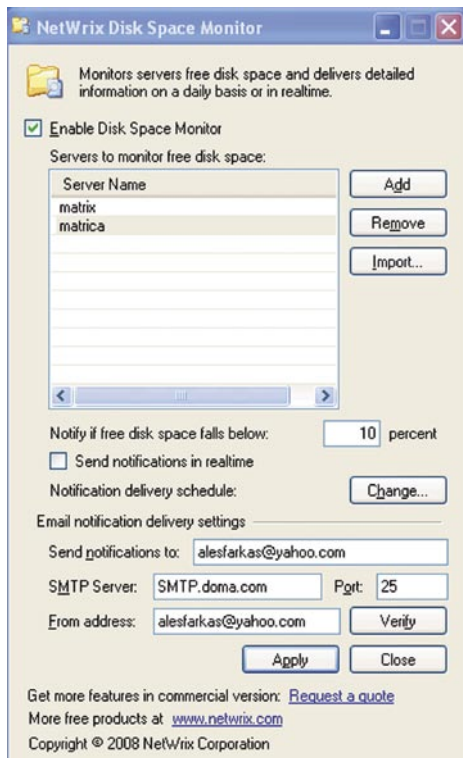 NetWrix Disk Space Monitor
Monitors servers free disk space and delivers detailed
information on a daily basis or in realtime.
Enable Disk Space Monitor
Servers to monitor free disk space:
Server Name
matrix
matrica
Add
Remove
Import...
Notify if free disk space falls below: 10 percent
Send notifications in realtime
Notification delivery schedule: Change...
Email notification delivery settings
Send notifications to: alesfarkas@yahoo.com
SMTP Server: SMTP.doma.com Port: 25
From address: alesfarkas@yahoo.com Verify
Apply Close
Get more features in commercial version: Request a quote
More free products at www.netwrix.com
Copyright © 2008 NetWrix Corporation